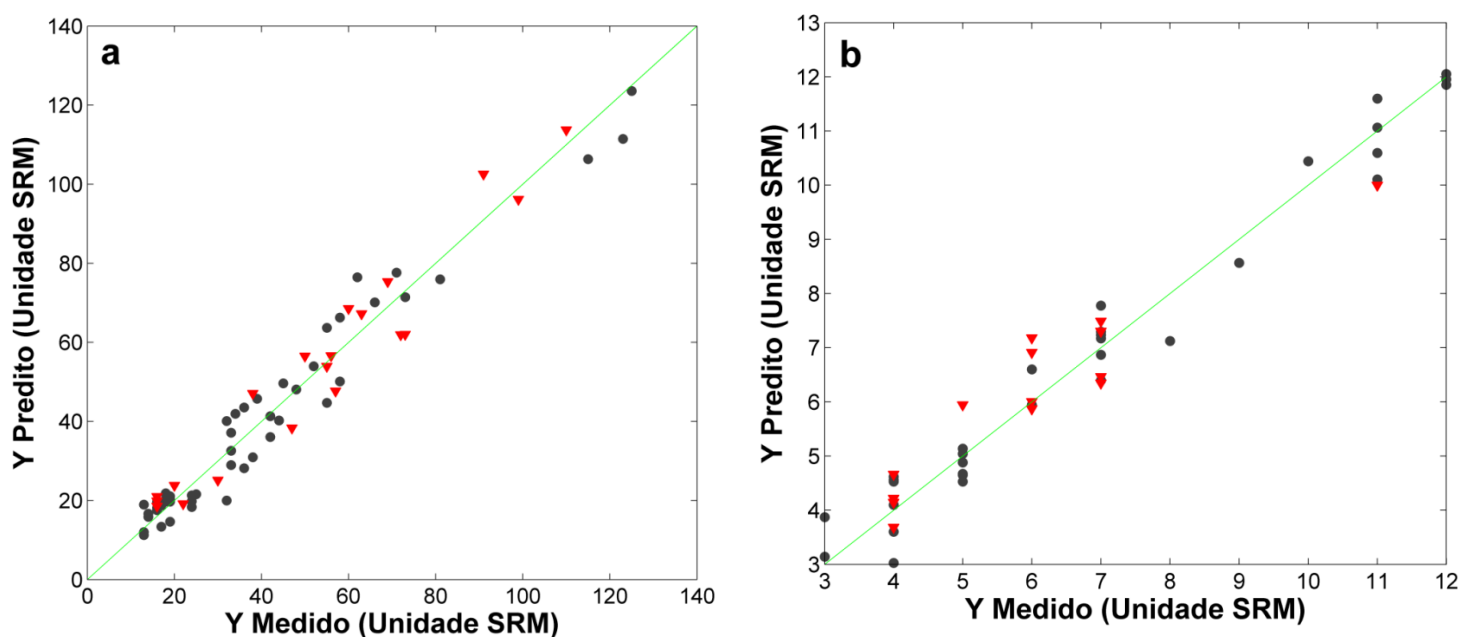 a
Y Predito (Unidade SRM)
140
120
100
80
60
40
20
0
0 20 40 60 80 100 120 140
Y Medido (Unidade SRM)
b
Y Predito (Unidade SRM)
13
12
11
10
9
8
7
6
5
4
3
3 4 5 6 7 8 9 10 11 12
Y Medido (Unidade SRM)